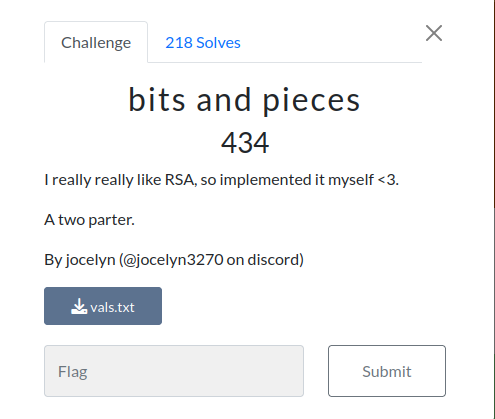 Challenge
218 Solves
bits and pieces
434
I really really like RSA, so implemented it myself <3.
A two parter.
By jocelyn (@jocelyn3270 on discord)
vals.txt
Flag
Submit